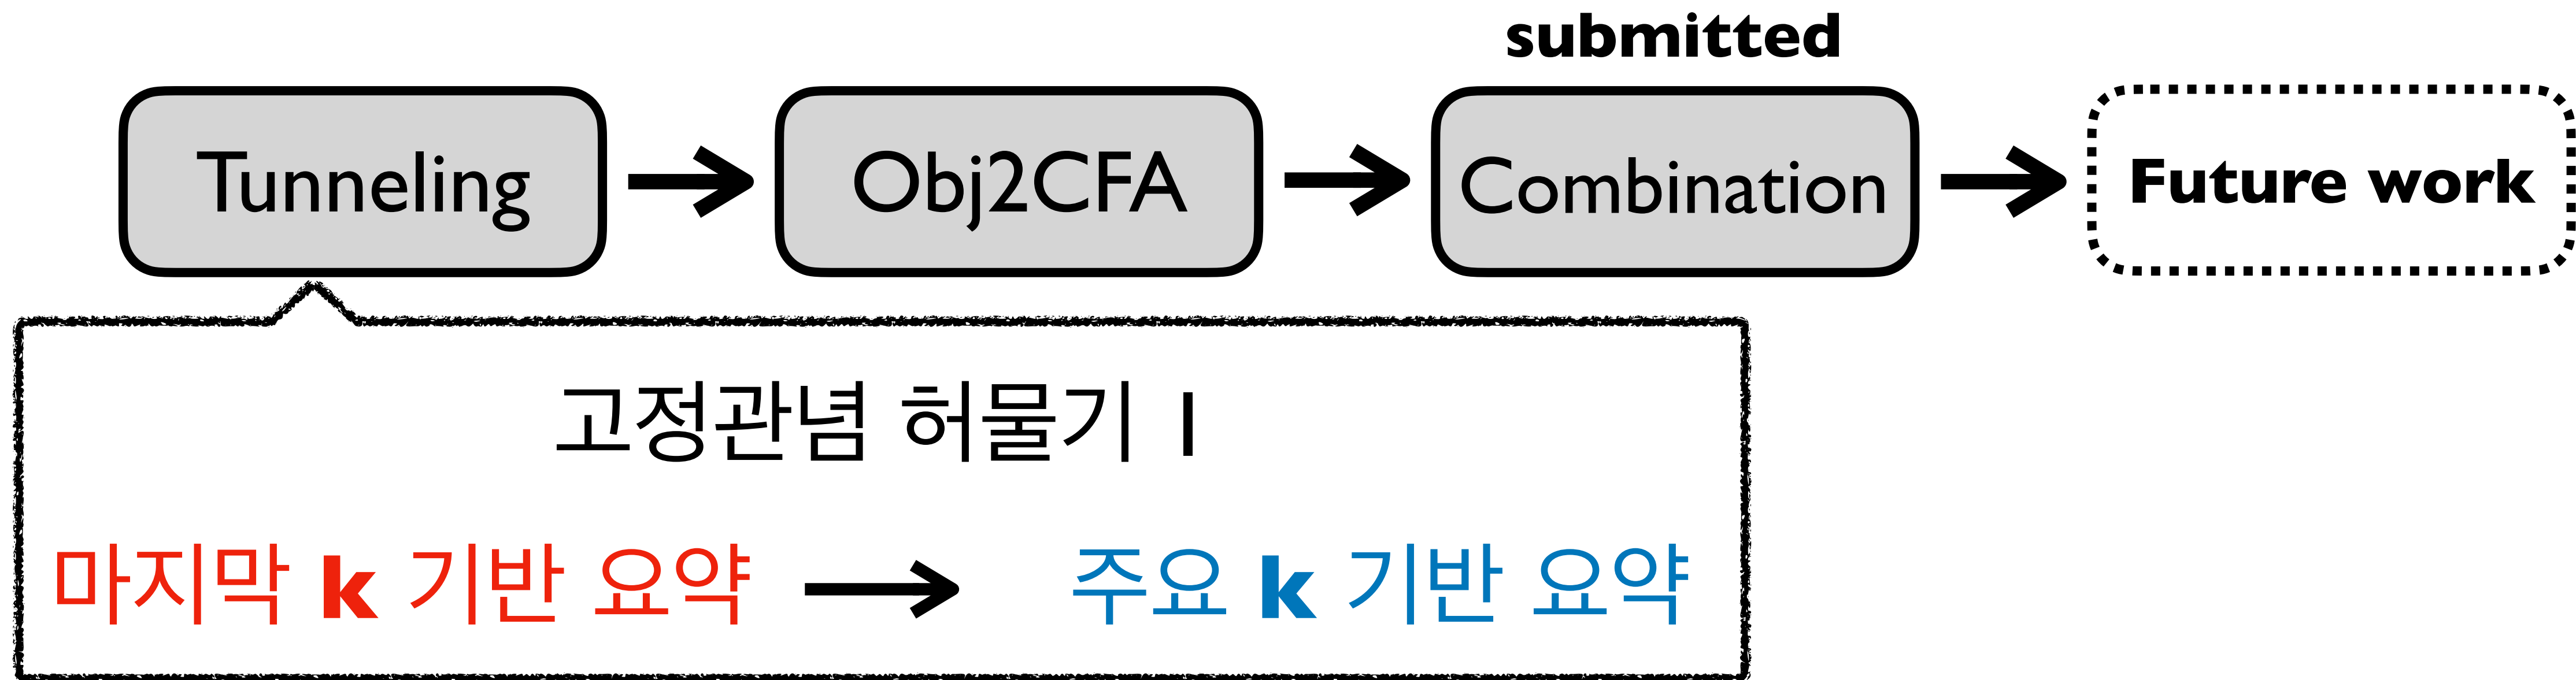 submitted
Tunneling Obj2CFA Combination Future work
고정관념 허물기 1
마지막 k 기반 요약 주요 k 기반 요약